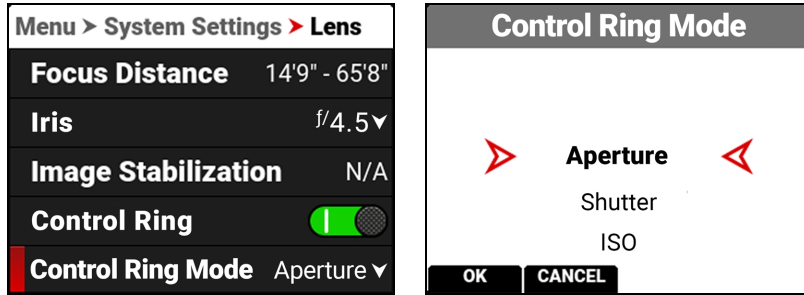 Menu > System Settings > Lens
Focus Distance 14'9" - 65'8"
Iris f/4.5
Image Stabilization N/A
Control Ring
Control Ring Mode Aperture
Control Ring Mode
Aperture
Shutter
ISO
OK CANCEL